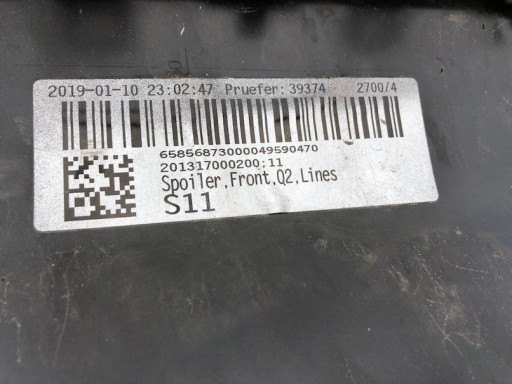 2019-01-10 23:02:47 Pruefer:39374 2700/4
65856873000049590470
201317000200;11
Spoiler,Front,Q2,Lines
S11